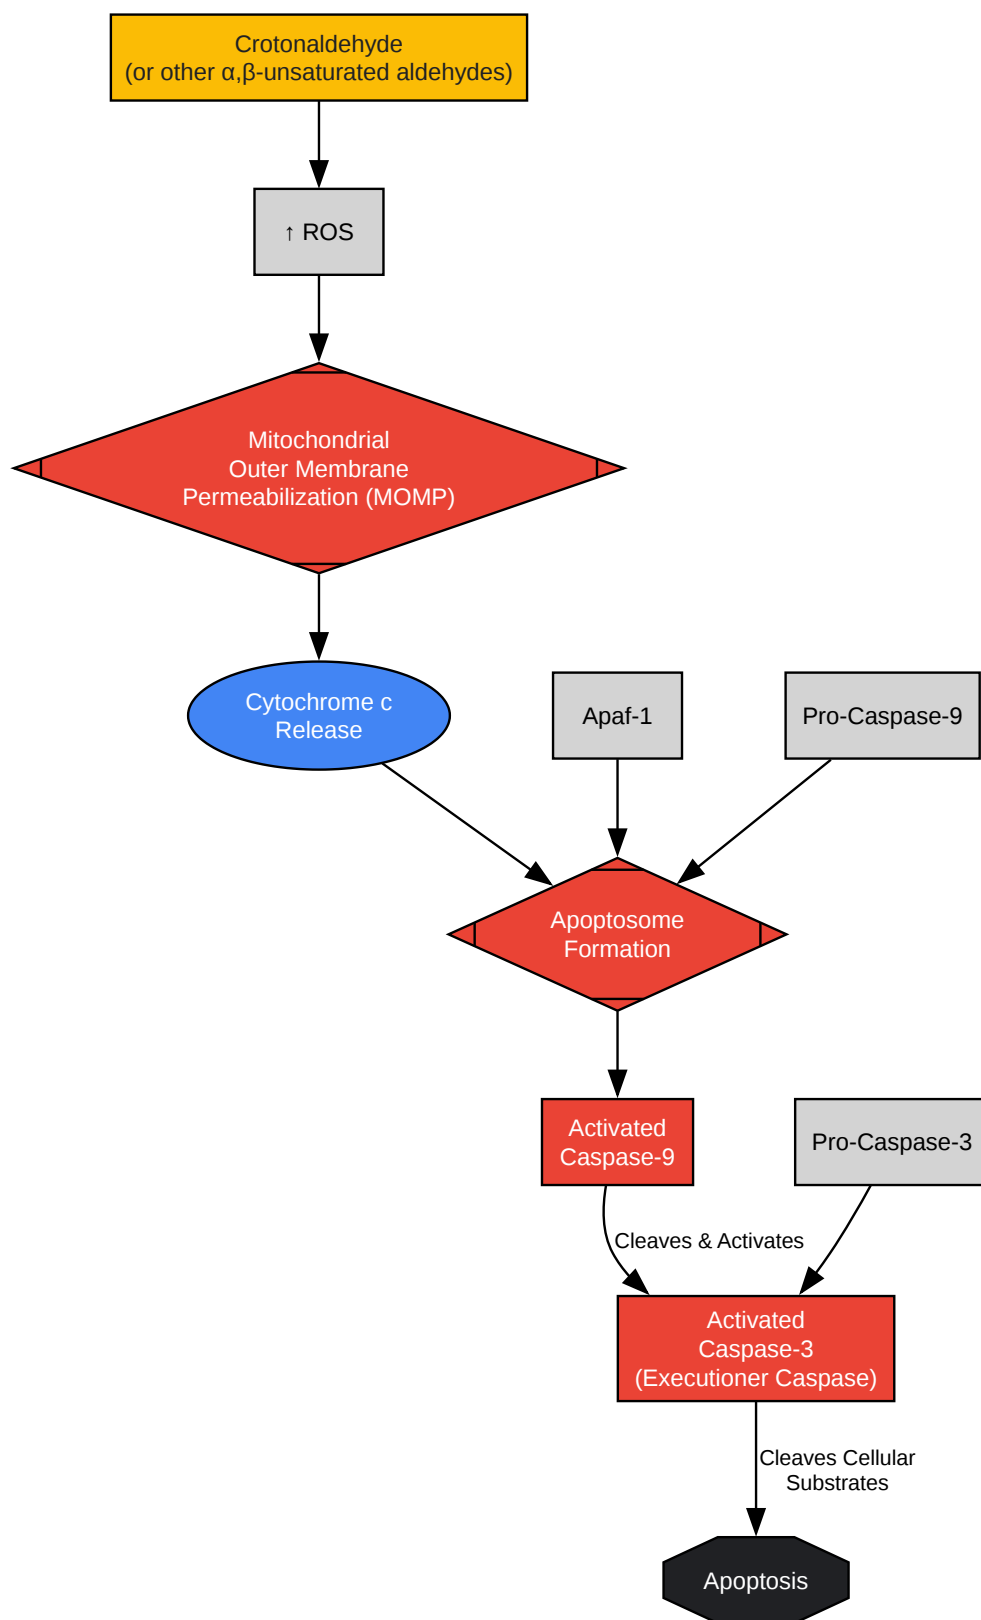 Crotonaldehyde
(or other α,β-unsaturated aldehydes)
↑ ROS
Mitochondrial
Outer Membrane
Permeabilization (MOMP)
Cytochrome c
Release
Apaf-1
Pro-Caspase-9
Apoptosome
Formation
Activated
Caspase-9
Pro-Caspase-3
Cleaves & Activates
Activated
Caspase-3
(Executioner Caspase)
Cleaves Cellular
Substrates
Apoptosis